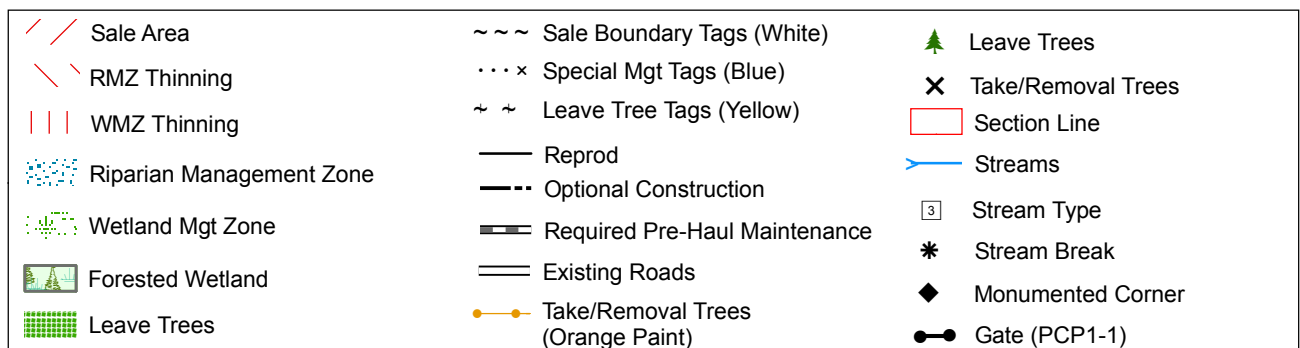 Sale Area
RMZ Thinning
WMZ Thinning
Riparian Management Zone
Wetland Mgt Zone
Forested Wetland
Leave Trees
Sale Boundary Tags (White)
Special Mgt Tags (Blue)
Leave Tree Tags (Yellow)
Reprod
Optional Construction
Required Pre-Haul Maintenance
Existing Roads
Take/Removal Trees
(Orange Paint)
Leave Trees
Take/Removal Trees
Section Line
Streams
3 Stream Type
Stream Break
Monumented Corner
Gate (PCP1-1)